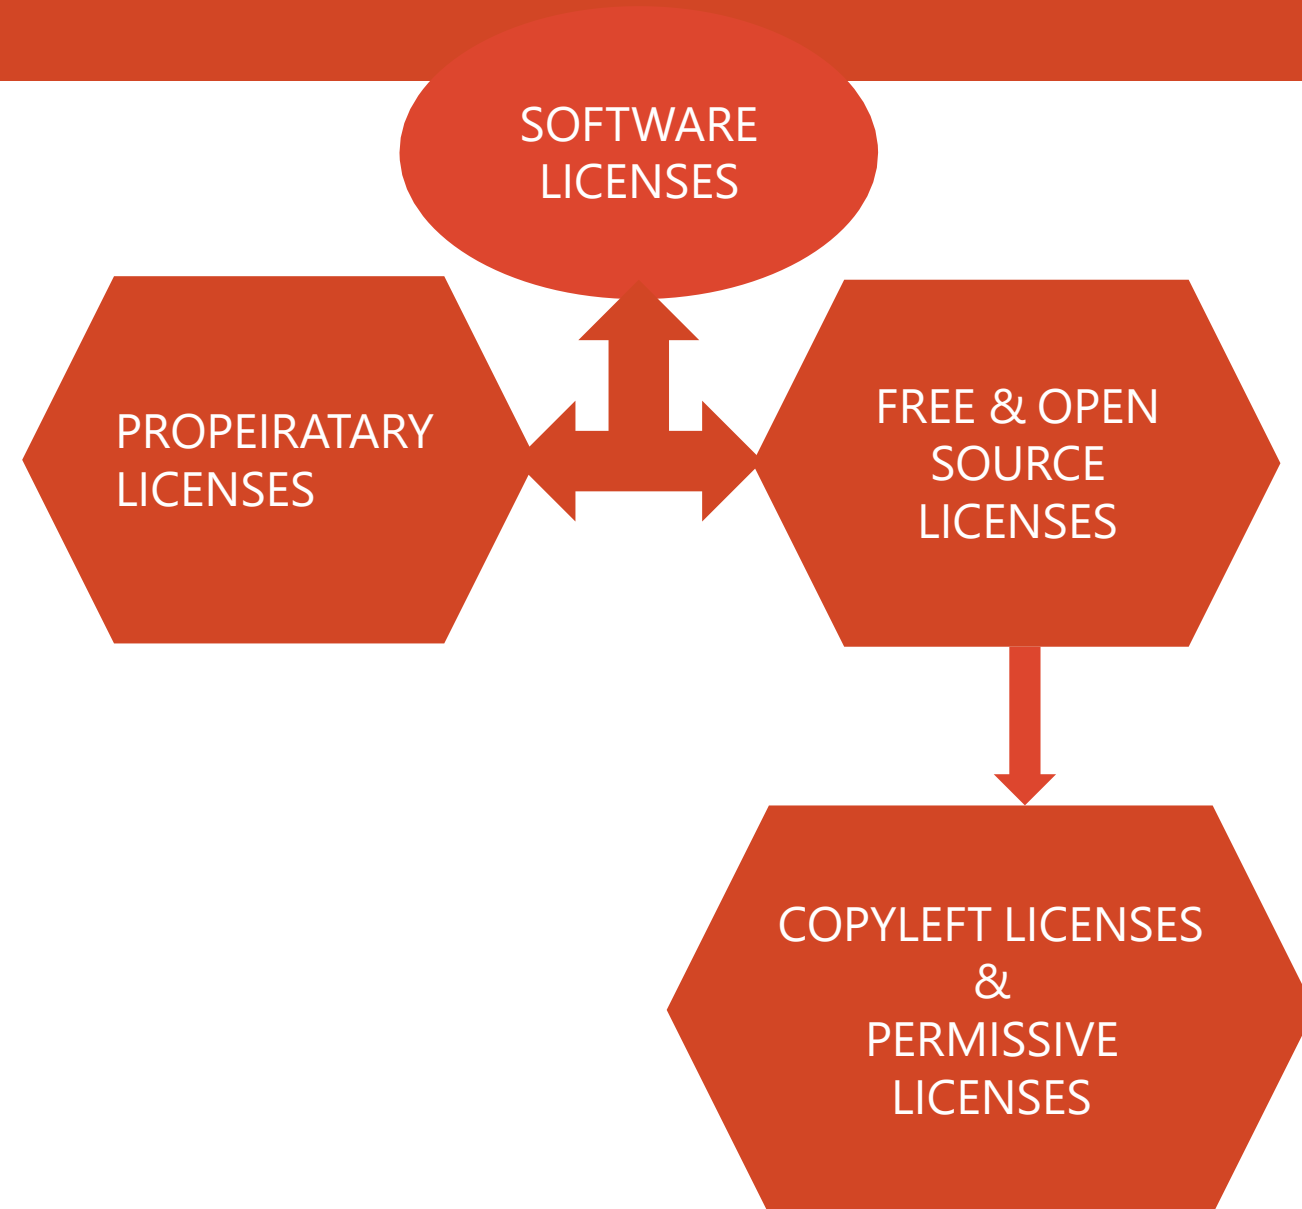 SOFTWARE
LICENSES
PROPEIRATARY
LICENSES
FREE & OPEN
SOURCE
LICENSES
COPYLEFT LICENSES
&
PERMISSIVE
LICENSES